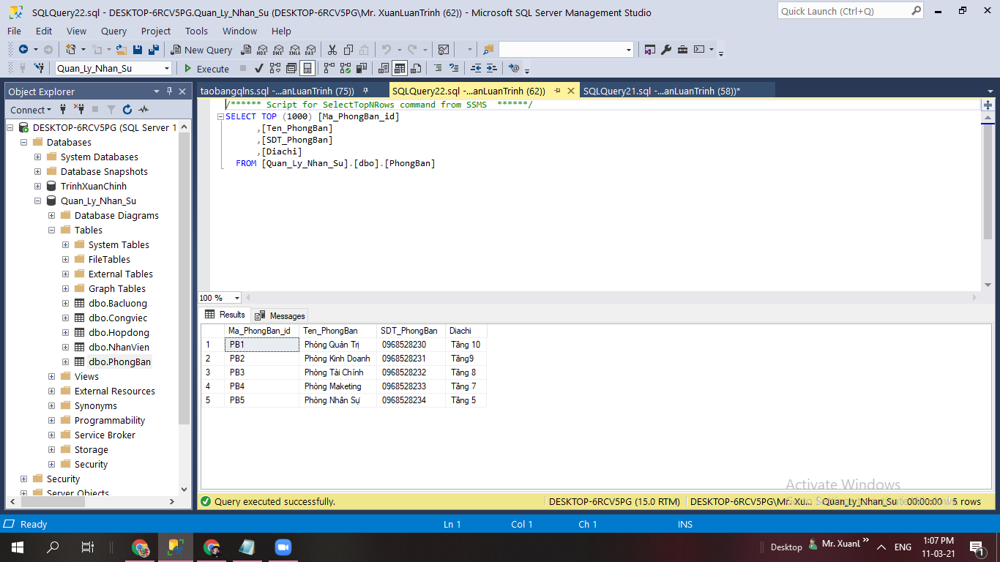 SQLQuery22.sql - DESKTOP-6RCV5PG.Quan_Ly_Nhan_Su (DESKTOP-6RCV5PG\Mr. XuanLuanTrinh (62)) - Microsoft SQL Server Management Studio
Quick Launch (Ctrl+Q)
File Edit View Query Project Tools Window Help
New Query
MDX DMX XMLA DAX
Quan_Ly_Nhan_Su Execute
Object Explorer
Connect
DESKTOP-6RCV5PG (SQL Server 1
Databases
System Databases
Database Snapshots
TrinhXuanChinh
Quan_Ly_Nhan_Su
Database Diagrams
Tables
System Tables
FileTables
External Tables
Graph Tables
dbo.Bacluong
dbo.Congviec
dbo.Hopdong
dbo.NhanVien
dbo.PhongBan
Views
External Resources
Synonyms
Programmability
Service Broker
Storage
Security
Security
Server Objects
taobangqlns.sql -...anLuanTrinh (75)) SQLQuery22.sql -...anLuanTrinh (62)) SQLQuery21.sql -...anLuanTrinh (58))*
/****** Script for SelectTopNRows command from SSMS ******/
SELECT TOP (1000) [Ma_PhongBan_id]
,[Ten_PhongBan]
,[SDT_PhongBan]
,[Diachi]
FROM [Quan_Ly_Nhan_Su].[dbo].[PhongBan]
100 %
Results Messages
Ma_PhongBan_id Ten_PhongBan SDT_PhongBan Diachi
1 PB1 Phòng Quản Trị 0968528230 Tầng 10
2 PB2 Phòng Kinh Doanh 0968528231 Tầng9
3 PB3 Phòng Tài Chính 0968528232 Tầng 8
4 PB4 Phòng Maketing 0968528233 Tầng 7
5 PB5 Phòng Nhân Sự 0968528234 Tầng 5
Activate Windows
Query executed successfully. DESKTOP-6RCV5PG (15.0 RTM) DESKTOP-6RCV5PG\Mr. Xu... Quan_Ly_Nhan_Su 00:00:00 5 rows
Ready Ln 1 Col 1 Ch 1 INS
Desktop Mr. XuanL ENG 1:07 PM
11-03-21
1